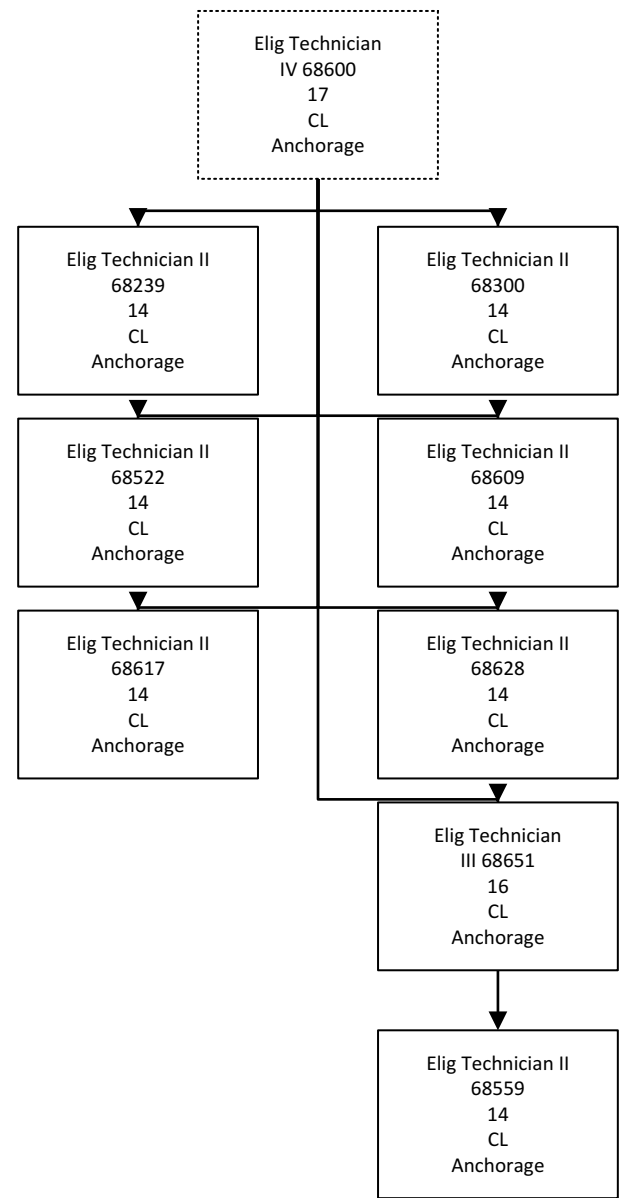 Elig Technician
IV 68600
17
CL
Anchorage
Elig Technician II
68239
14
CL
Anchorage
Elig Technician II
68300
14
CL
Anchorage
Elig Technician II
68522
14
CL
Anchorage
Elig Technician II
68609
14
CL
Anchorage
Elig Technician II
68617
14
CL
Anchorage
Elig Technician II
68628
14
CL
Anchorage
Elig Technician
III 68651
16
CL
Anchorage
Elig Technician II
68559
14
CL
Anchorage